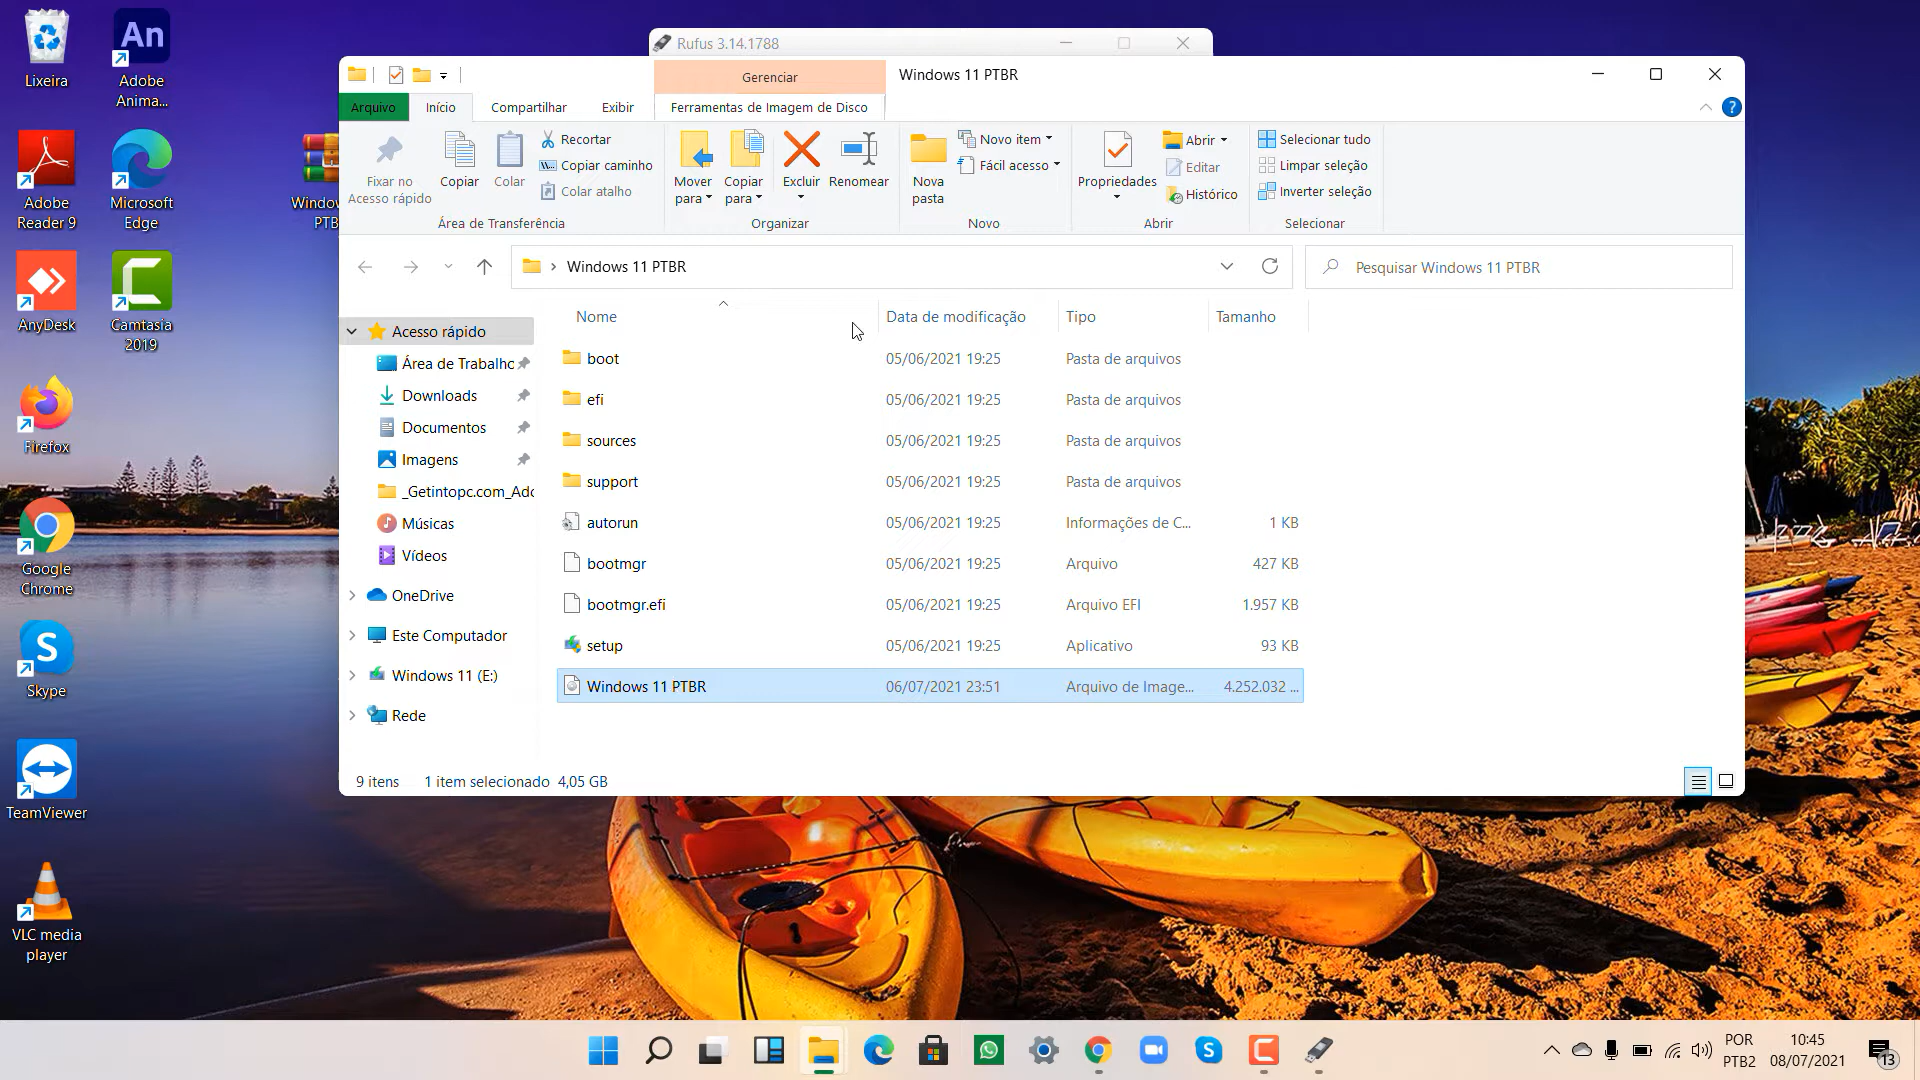 Lixeira
Adobe
Anima...
Adobe
Reader 9
Microsoft
Edge
AnyDesk
Camtasia
2019
Firefox
Google
Chrome
Skype
TeamViewer
VLC media
player
Rufus 3.14.1788
Gerenciar
Windows 11 PTBR
Arquivo
Início
Compartilhar
Exibir
Ferramentas de Imagem de Disco
Fixar no
Acesso rápido
Copiar
Colar
Recortar
Copiar caminho
Colar atalho
Área de Transferência
Mover
para
Copiar
para
Excluir
Renomear
Organizar
Nova
pasta
Novo item
Fácil acesso
Novo
Propriedades
Abrir
Editar
Histórico
Abrir
Selecionar tudo
Limpar seleção
Inverter seleção
Selecionar
Windows 11 PTBR
Pesquisar Windows 11 PTBR
Acesso rápido
Área de Trabalho
Downloads
Documentos
Imagens
_Getintopc.com_Ado
Músicas
Vídeos
OneDrive
Este Computador
Windows 11 (E:)
Rede
Nome Data de modificação Tipo Tamanho
boot 05/06/2021 19:25 Pasta de arquivos
efi 05/06/2021 19:25 Pasta de arquivos
sources 05/06/2021 19:25 Pasta de arquivos
support 05/06/2021 19:25 Pasta de arquivos
autorun 05/06/2021 19:25 Informações de C... 1 KB
bootmgr 05/06/2021 19:25 Arquivo 427 KB
bootmgr.efi 05/06/2021 19:25 Arquivo EFI 1.957 KB
setup 05/06/2021 19:25 Aplicativo 93 KB
Windows 11 PTBR 06/07/2021 23:51 Arquivo de Image... 4.252.032 ...
9 itens 1 item selecionado 4,05 GB
POR
PTB2
10:45
08/07/2021
13